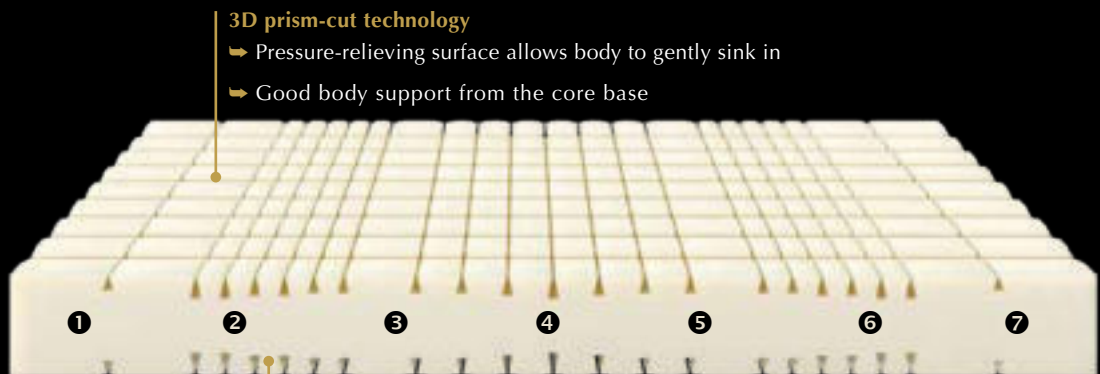 3D prism-cut technology
➥ Pressure-relieving surface allows body to gently sink in
➥ Good body support from the core base
❶ ❷ ❸ ❹ ❺ ❻ ❼